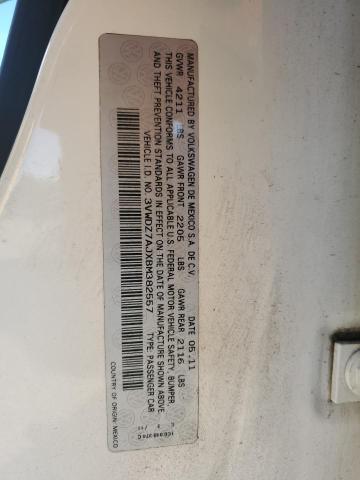 MANUFACTURED BY VOLKSWAGEN DE MEXICO S.A. DE C.V. DATE 05.11
GVWR 4211 LBS GAWR FRONT 2205 LBS GAWR REAR 2116 LBS
THIS VEHICLE CONFORMS TO ALL APPLICABLE U.S. FEDERAL MOTOR VEHICLE SAFETY, BUMPER,
AND THEFT PREVENTION STANDARDS IN EFFECT ON THE DATE OF MANUFACTURE SHOWN ABOVE
VEHICLE I.D. NO. 3VWDZ7AJXBM382557 TYPE: PASSENGER CAR
COUNTRY OF ORIGIN: MEXICO